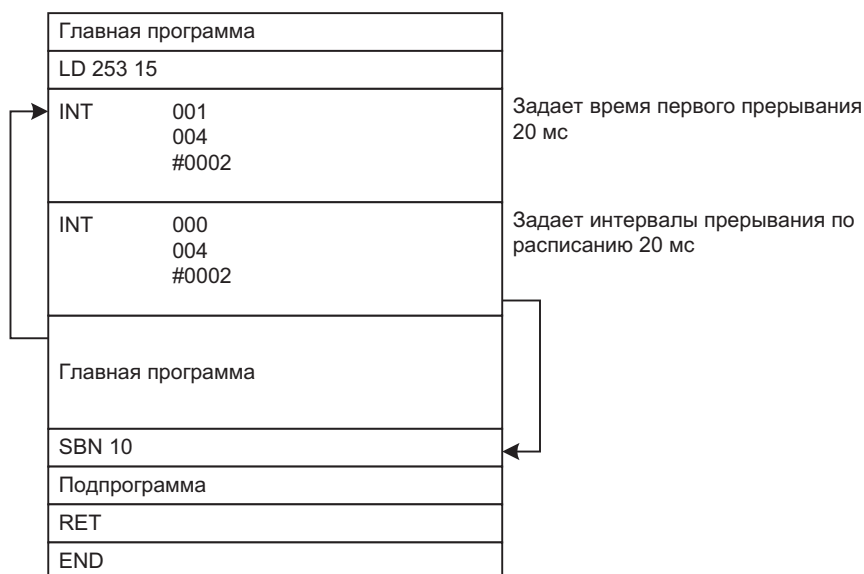 Главная программа
LD 253 15
INT 001
004
#0002
Задает время первого прерывания
20 мс
INT 000
004
#0002
Задает интервалы прерывания по
расписанию 20 мс
Главная программа
SBN 10
Подпрограмма
RET
END